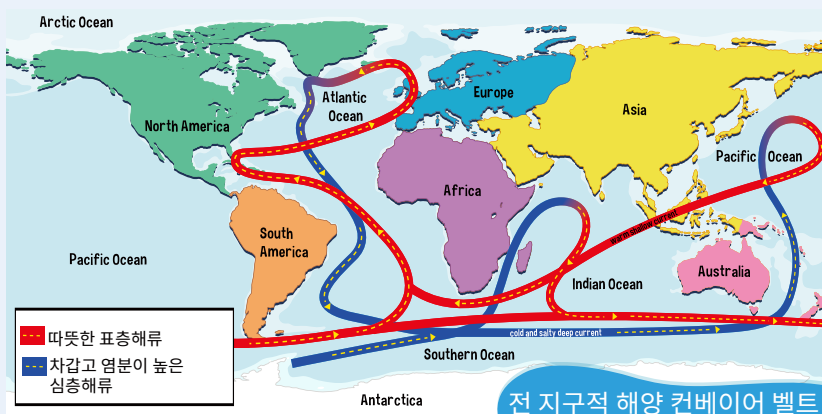 Arctic Ocean
Atlantic
Ocean
Europe
Asia
North America
Pacific Ocean
Africa
South
America
Pacific Ocean
Australia
Indian Ocean
warm shallow current
cold and salty deep current
Southern Ocean
Antarctica
따뜻한 표층해류
차갑고 염분이 높은
심층해류
전 지구적 해양 컨베이어 벨트